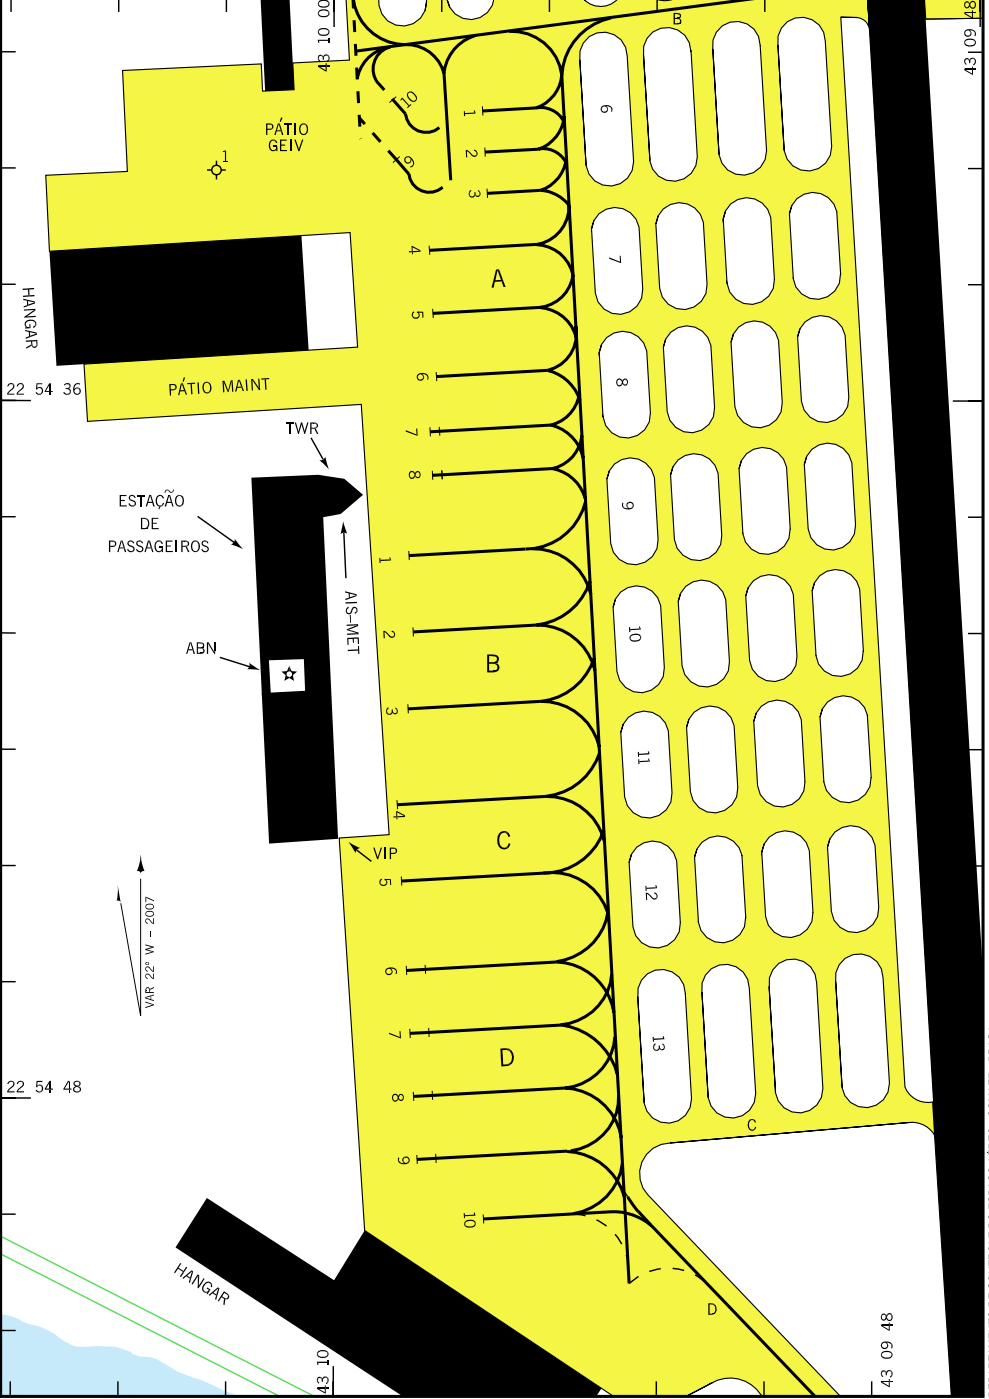 43 10 00
B
43 09 48
10
9
1
2
3
4
5
6
7
8
A
PÁTIO
GEIV
1
HANGAR
PÁTIO MAINT
22 54 36
TWR
ESTAÇÃO
DE
PASSAGEIROS
AIS-MET
ABN
1
2
3
4
B
5
6
7
8
9
10
C
D
VIP
VAR 22° W - 2007
22 54 48
HANGAR
43 10
6
7
8
9
10
11
12
13
C
D
43 09 48